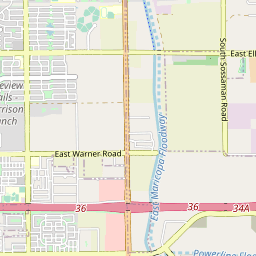 East Ell
South Sossaman Road
eview
ails
rrison
anch
East Maricopa Floodway
East Warner Road
36
36
34A
Powerline Floo